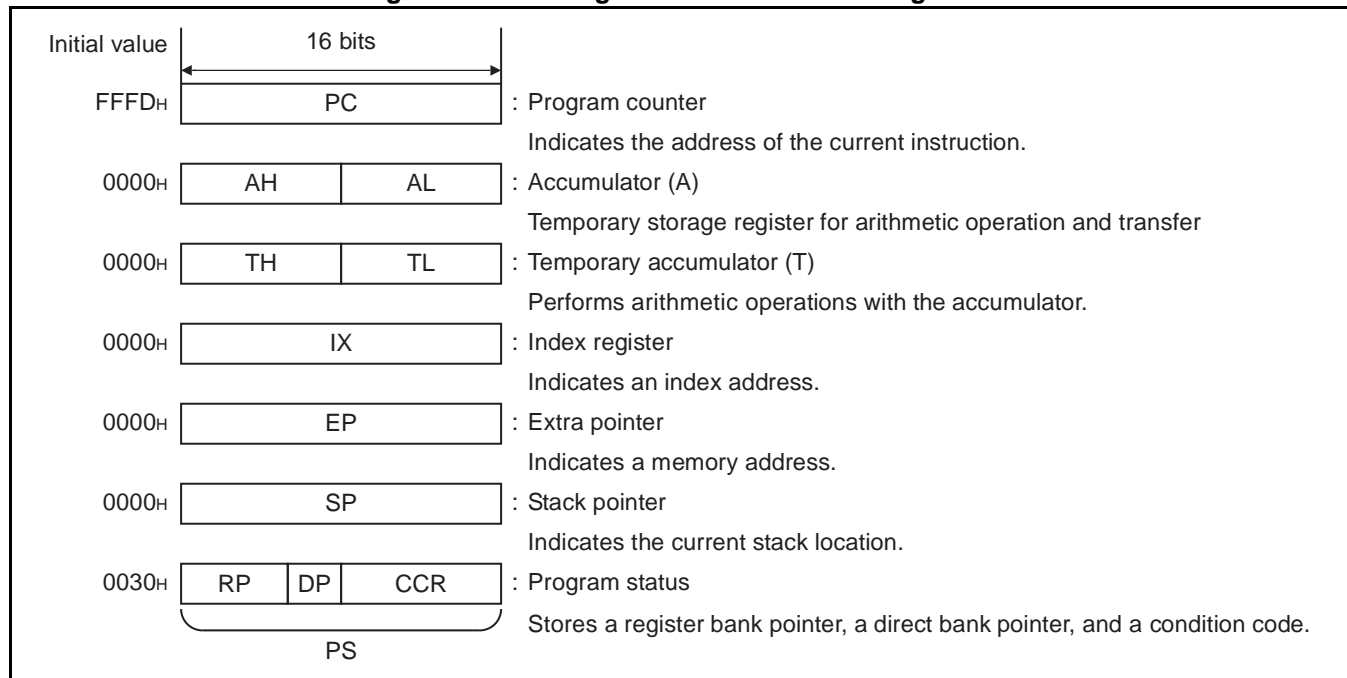 Initial value 16 bits
FFFDH PC : Program counter
Indicates the address of the current instruction.
0000H AH AL : Accumulator (A)
Temporary storage register for arithmetic operation and transfer
0000H TH TL : Temporary accumulator (T)
Performs arithmetic operations with the accumulator.
0000H IX : Index register
Indicates an index address.
0000H EP : Extra pointer
Indicates a memory address.
0000H SP : Stack pointer
Indicates the current stack location.
0030H RP DP CCR : Program status
Stores a register bank pointer, a direct bank pointer, and a condition code.
PS